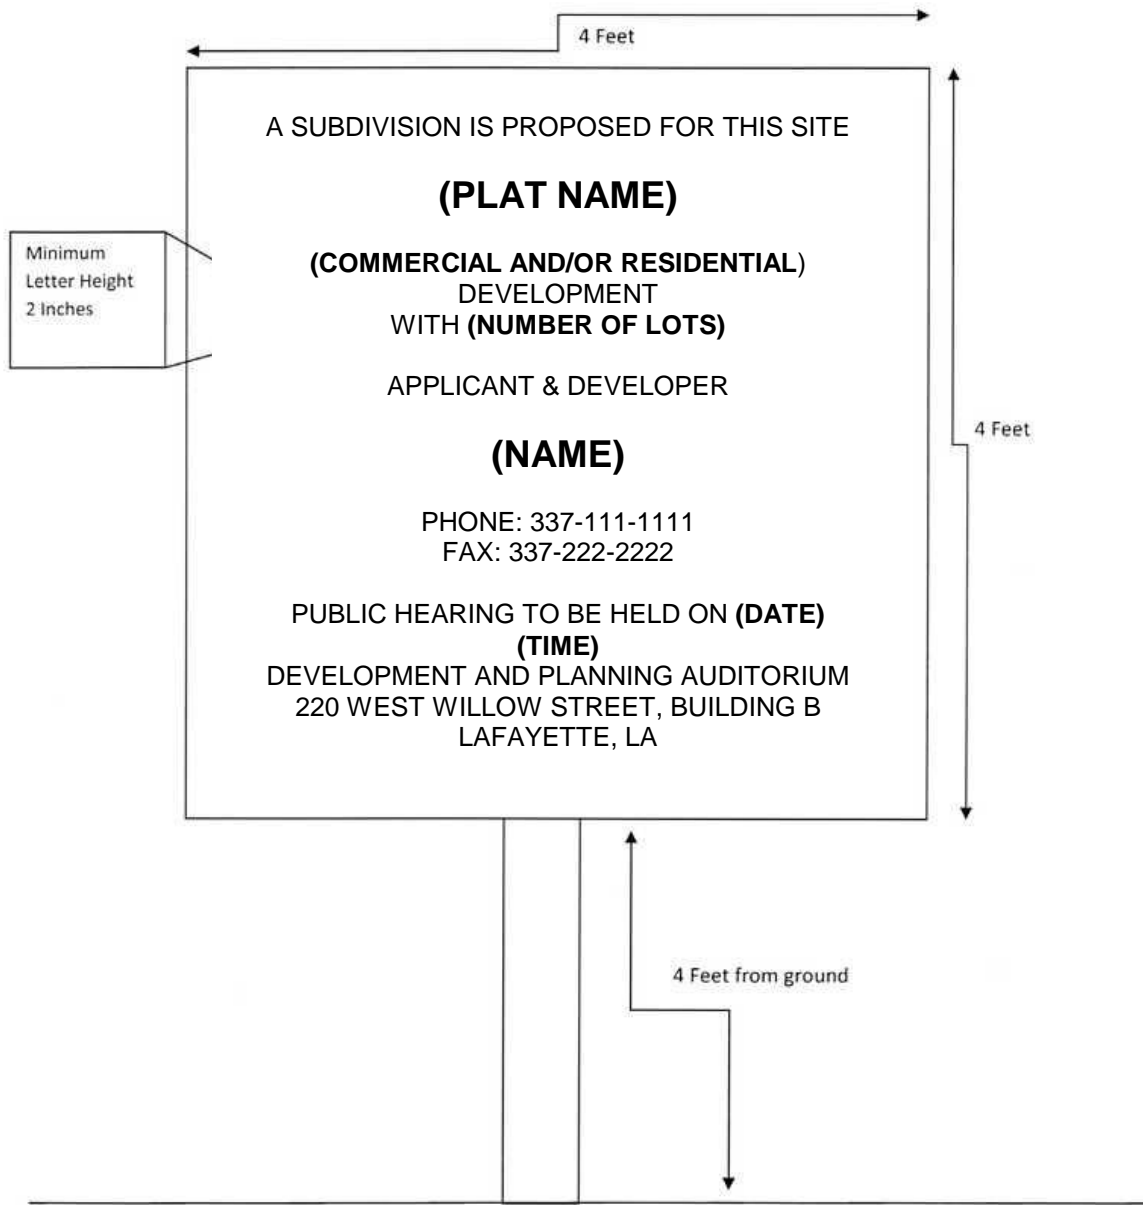 4 Feet
A SUBDIVISION IS PROPOSED FOR THIS SITE
(PLAT NAME)
Minimum
Letter Height
2 Inches
(COMMERCIAL AND/OR RESIDENTIAL)
DEVELOPMENT
WITH (NUMBER OF LOTS)
APPLICANT & DEVELOPER
(NAME)
4 Feet
PHONE: 337-111-1111
FAX: 337-222-2222
PUBLIC HEARING TO BE HELD ON (DATE)
(TIME)
DEVELOPMENT AND PLANNING AUDITORIUM
220 WEST WILLOW STREET, BUILDING B
LAFAYETTE, LA
4 Feet from ground